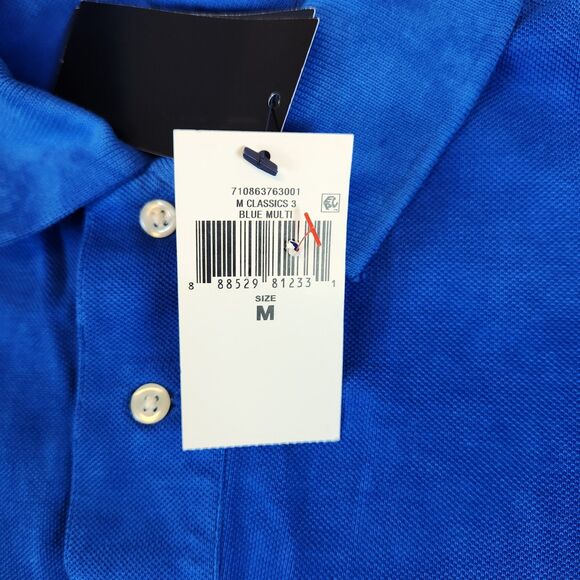 710863763001
M CLASSICS 3
BLUE MULTI
8 88529 81233 1
SIZE
M